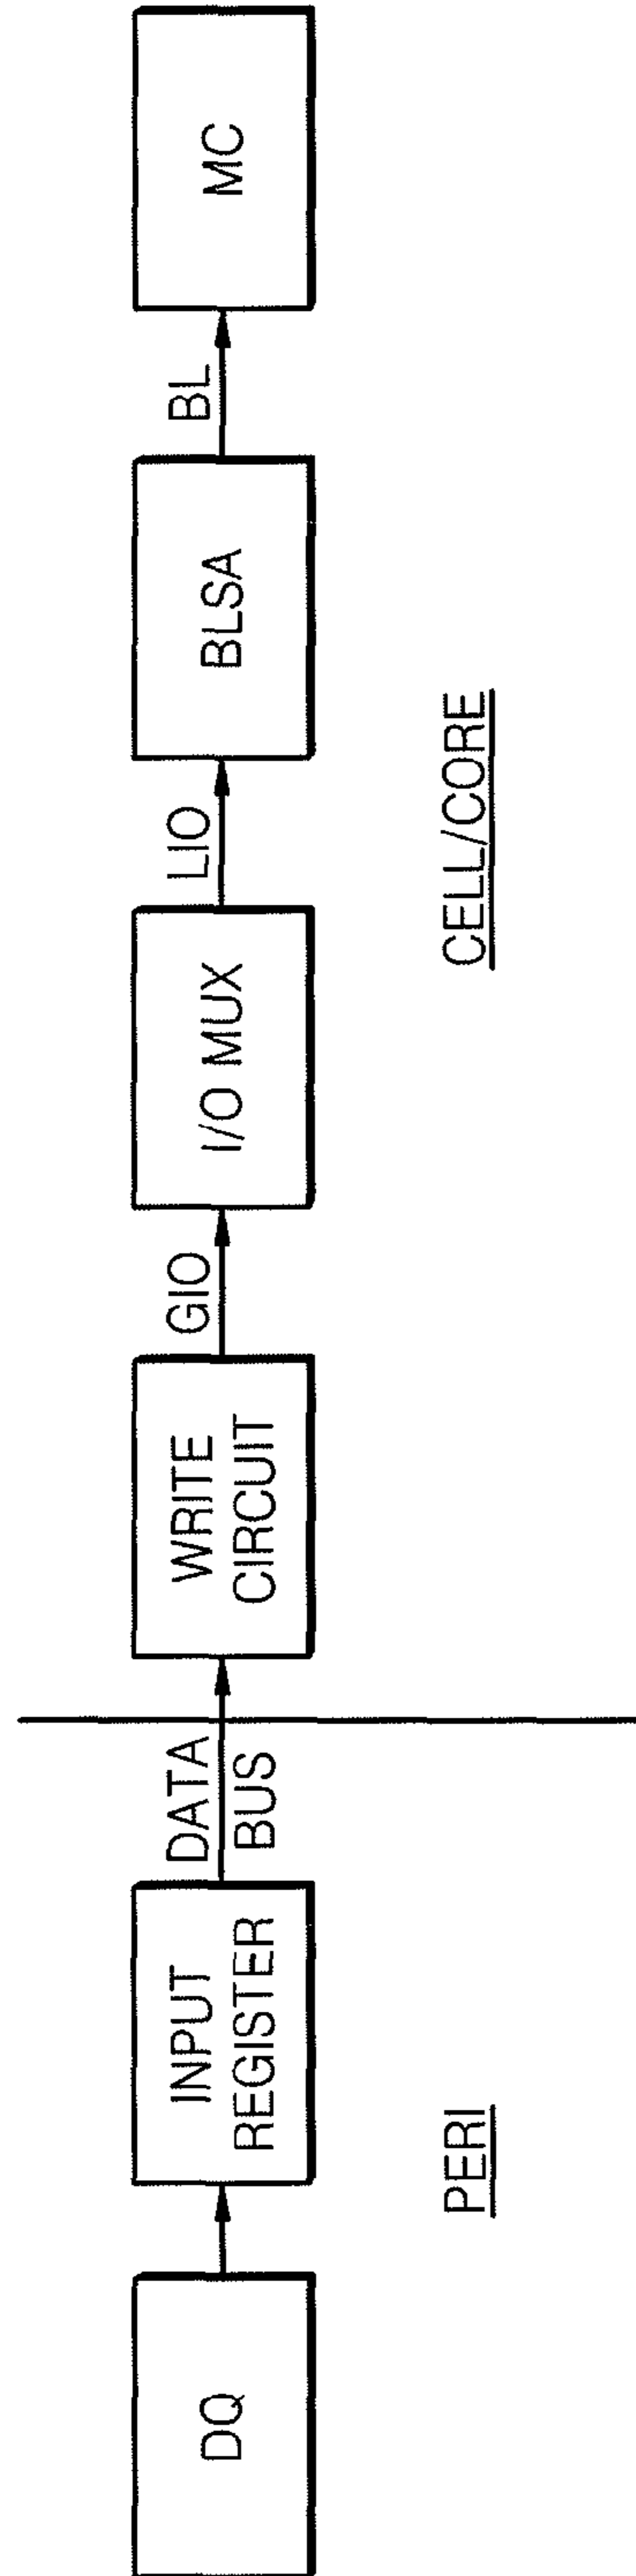 DQ
INPUT
REGISTER
DATA
BUS
WRITE
CIRCUIT
GIO
I/O MUX
LIO
BLSA
BL
MC
PERI
CELL/CORE